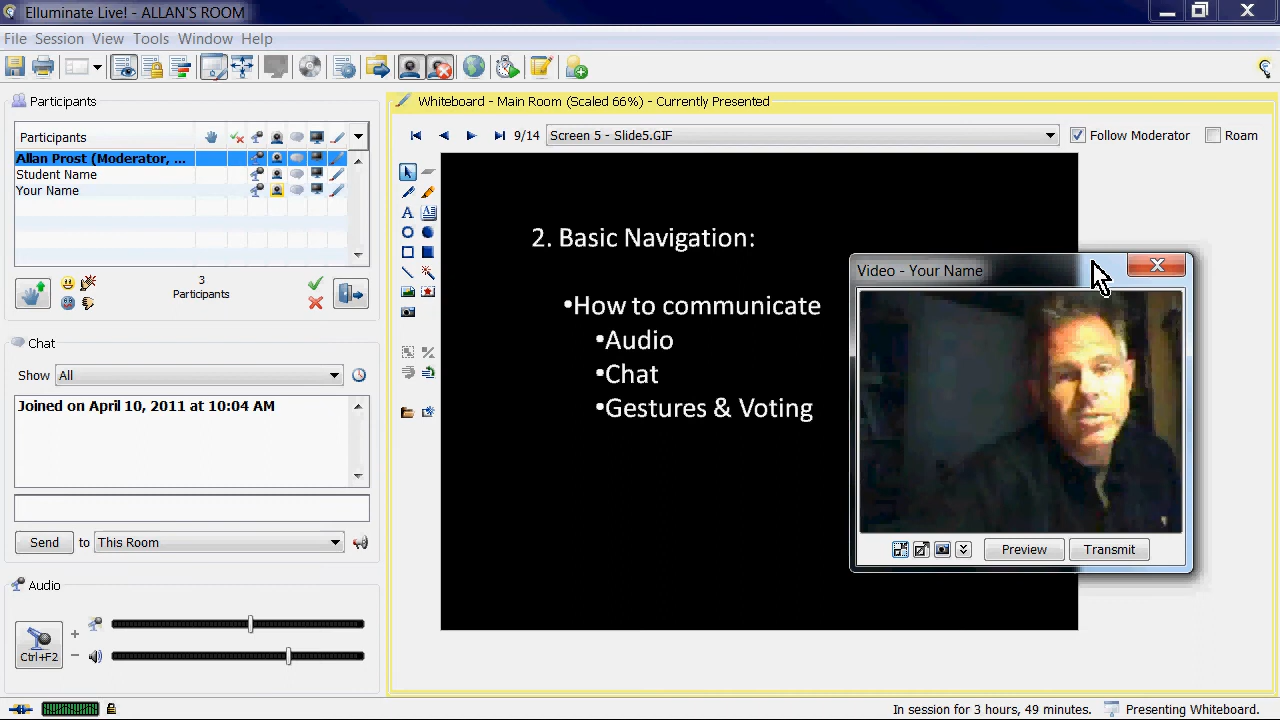 Elluminate Live! - ALLAN'S ROOM
File Session View Tools Window Help
Participants
Participants
Allan Prost (Moderator, ...
Student Name
Your Name
3
Participants
Chat
Show All
Joined on April 10, 2011 at 10:04 AM
Send to This Room
Audio
Ctrl+F2
Whiteboard - Main Room (Scaled 66%) - Currently Presented
9/14 Screen 5 - Slide5.GIF Follow Moderator Roam
2. Basic Navigation:
•How to communicate
•Audio
•Chat
•Gestures & Voting
Video - Your Name
Preview Transmit
In session for 3 hours, 49 minutes. Presenting Whiteboard.